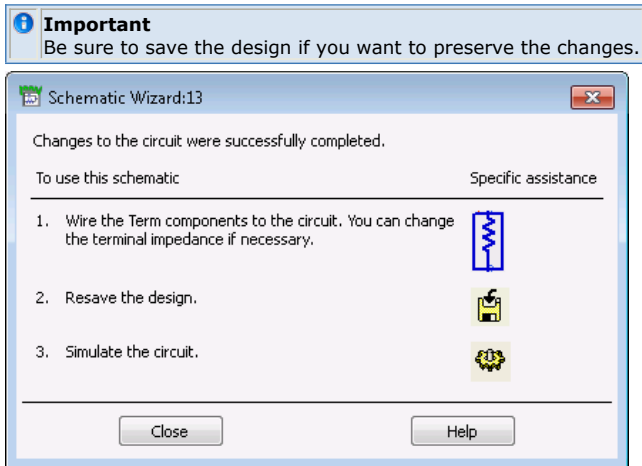 Important
Be sure to save the design if you want to preserve the changes.
Schematic Wizard:13
Changes to the circuit were successfully completed.
To use this schematic Specific assistance
1. Wire the Term components to the circuit. You can change
the terminal impedance if necessary.
2. Resave the design.
3. Simulate the circuit.
Close Help